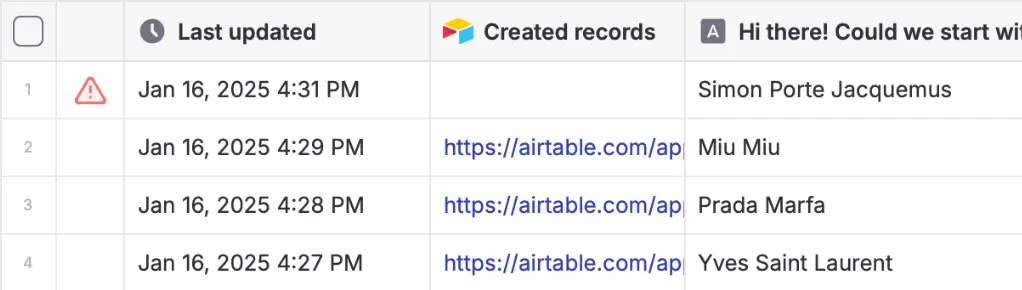 Last updated Created records Hi there! Could we start wit
1 Jan 16, 2025 4:31 PM Simon Porte Jacquemus
2 Jan 16, 2025 4:29 PM https://airtable.com/app Miu Miu
3 Jan 16, 2025 4:28 PM https://airtable.com/app Prada Marfa
4 Jan 16, 2025 4:27 PM https://airtable.com/app Yves Saint Laurent